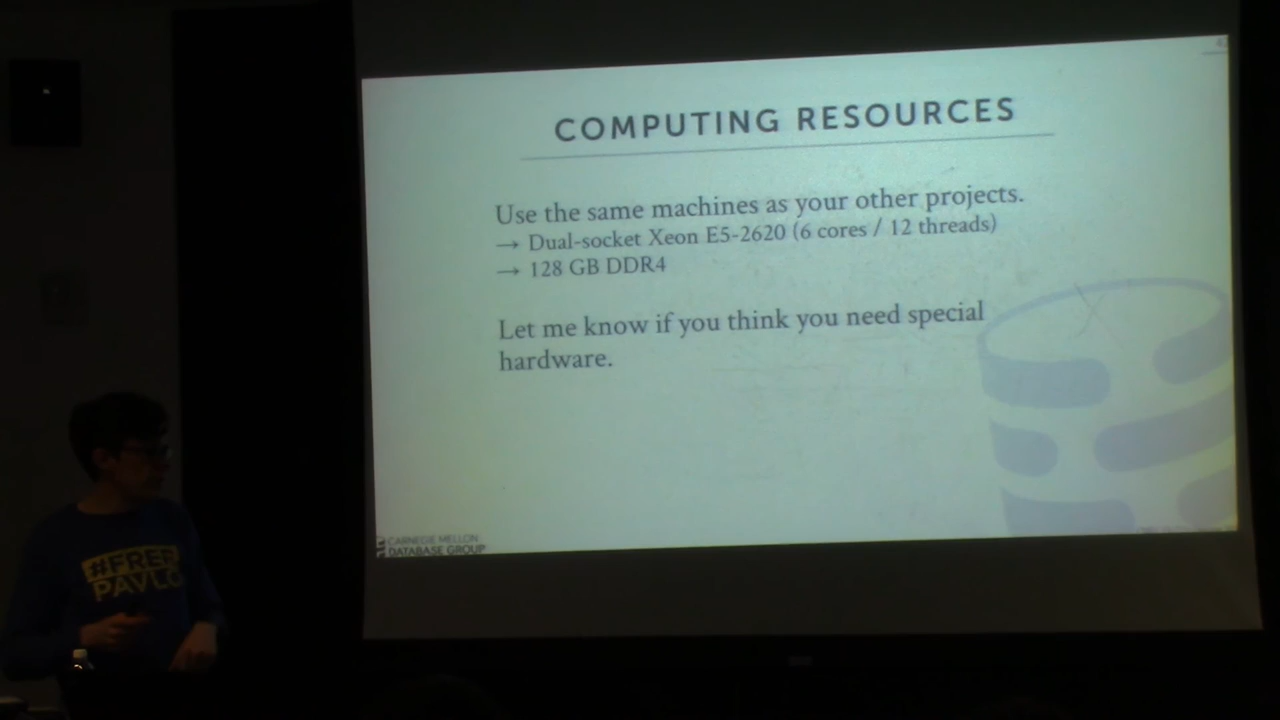 COMPUTING RESOURCES
Use the same machines as your other projects.
→ Dual-socket Xeon E5-2620 (6 cores / 12 threads)
→ 128 GB DDR4
Let me know if you think you need special
hardware.
CARNEGIE MELLON
DATABASE GROUP
#FREE
PAVLO